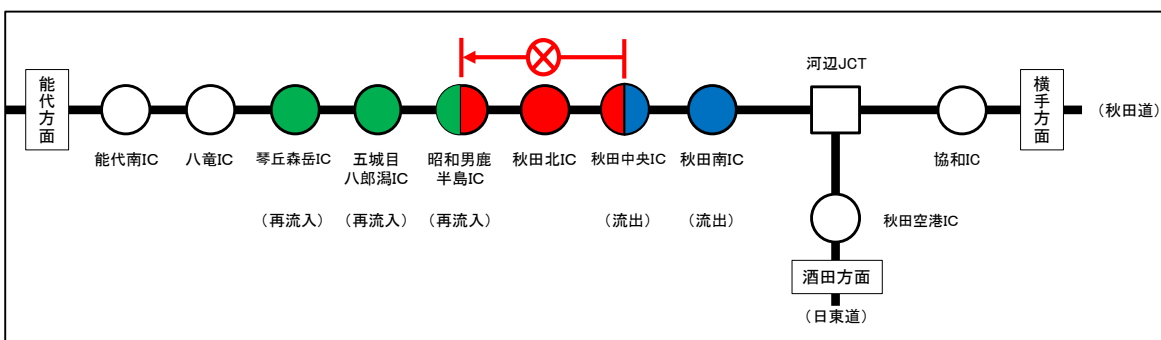 河辺JCT
能代方面
横手方面
(秋田道)
能代南IC
八竜IC
琴丘森岳IC
五城目
八郎潟IC
昭和男鹿
半島IC
秋田北IC
秋田中央IC
秋田南IC
協和IC
(再流入)
(再流入)
(再流入)
(流出)
(流出)
秋田空港IC
酒田方面
(日東道)